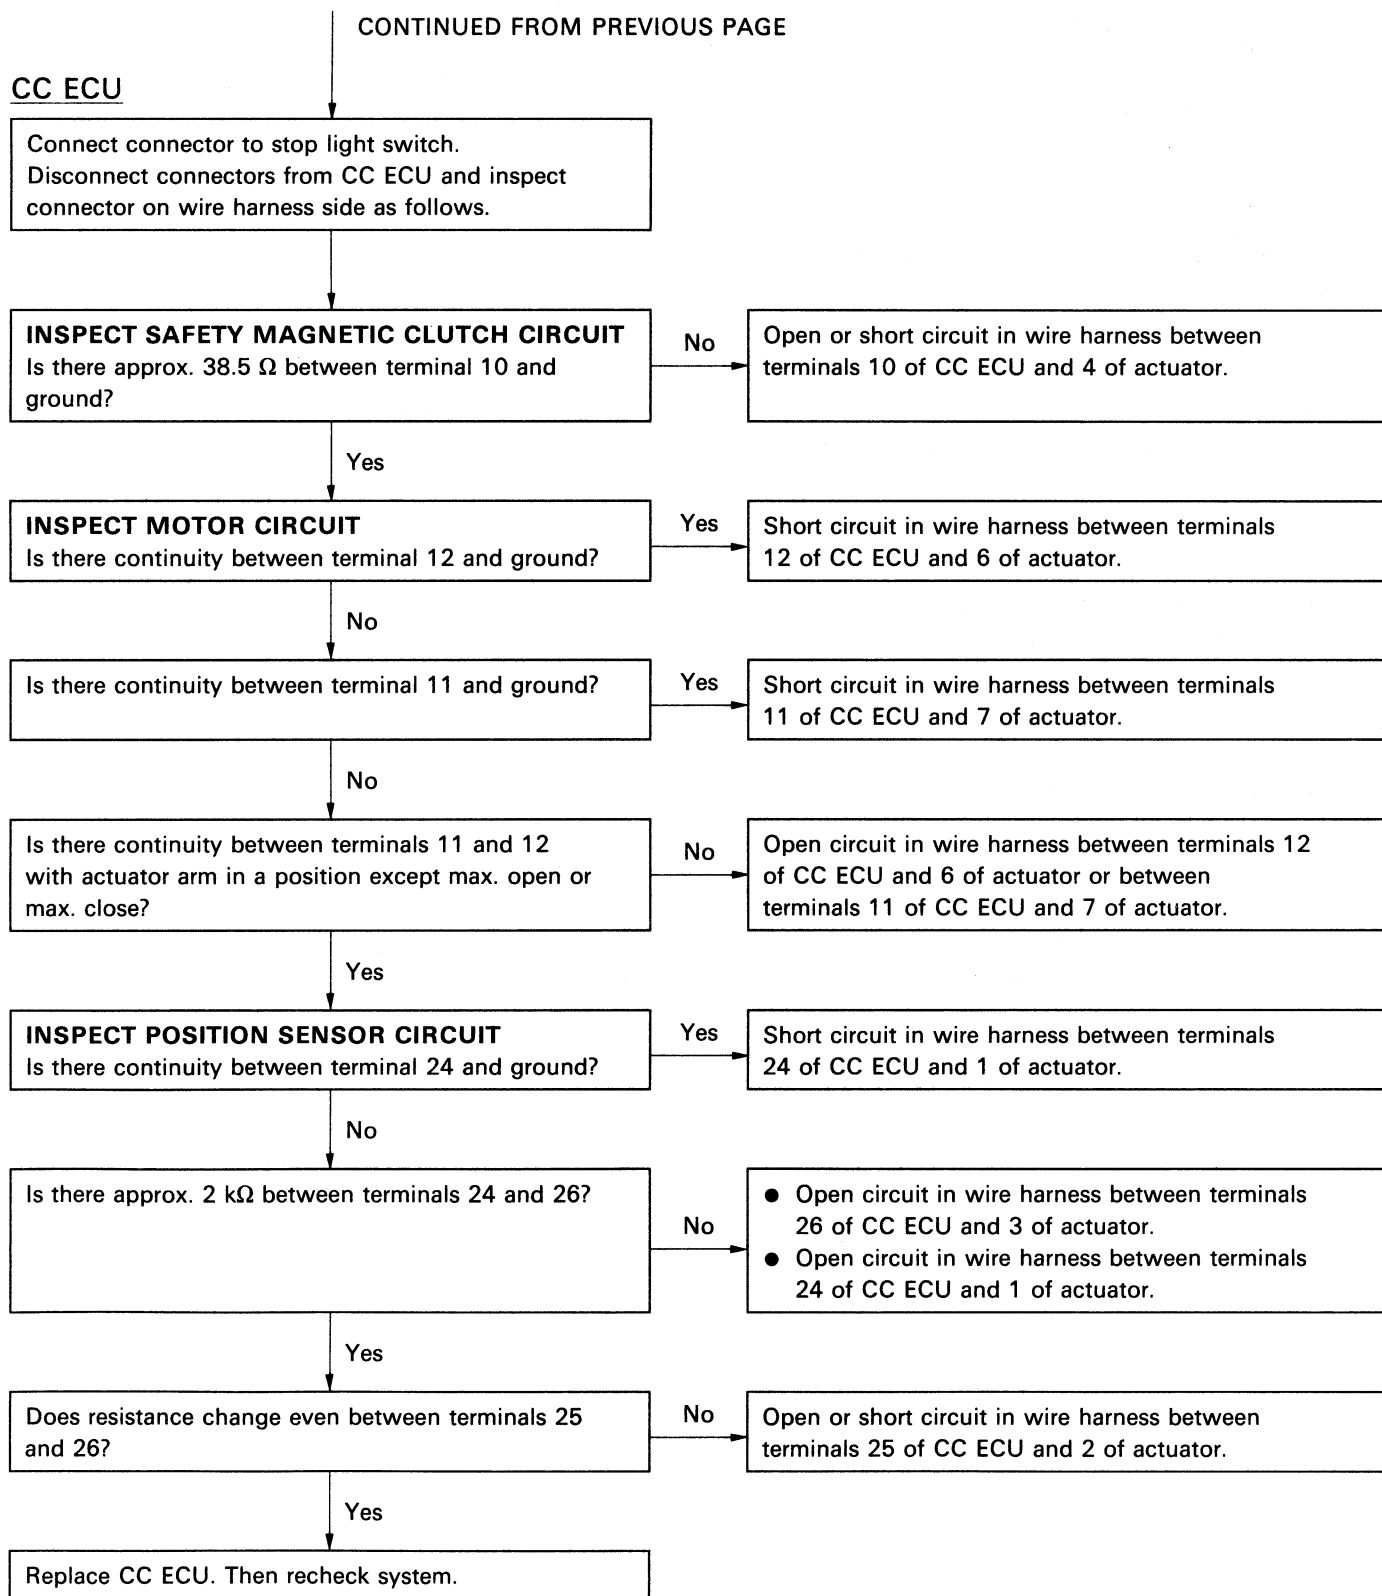 CONTINUED FROM PREVIOUS PAGE
CC ECU
Connect connector to stop light switch.
Disconnect connectors from CC ECU and inspect
connector on wire harness side as follows.
INSPECT SAFETY MAGNETIC CLUTCH CIRCUIT
Is there approx. 38.5 Ω between terminal 10 and
ground?
No
Open or short circuit in wire harness between
terminals 10 of CC ECU and 4 of actuator.
Yes
INSPECT MOTOR CIRCUIT
Is there continuity between terminal 12 and ground?
Yes
Short circuit in wire harness between terminals
12 of CC ECU and 6 of actuator.
No
Is there continuity between terminal 11 and ground?
Yes
Short circuit in wire harness between terminals
11 of CC ECU and 7 of actuator.
No
Is there continuity between terminals 11 and 12
with actuator arm in a position except max. open or
max. close?
No
Open circuit in wire harness between terminals 12
of CC ECU and 6 of actuator or between
terminals 11 of CC ECU and 7 of actuator.
Yes
INSPECT POSITION SENSOR CIRCUIT
Is there continuity between terminal 24 and ground?
Yes
Short circuit in wire harness between terminals
24 of CC ECU and 1 of actuator.
No
Is there approx. 2 kΩ between terminals 24 and 26?
No
● Open circuit in wire harness between terminals
26 of CC ECU and 3 of actuator.
● Open circuit in wire harness between terminals
24 of CC ECU and 1 of actuator.
Yes
Does resistance change even between terminals 25
and 26?
No
Open or short circuit in wire harness between
terminals 25 of CC ECU and 2 of actuator.
Yes
Replace CC ECU. Then recheck system.